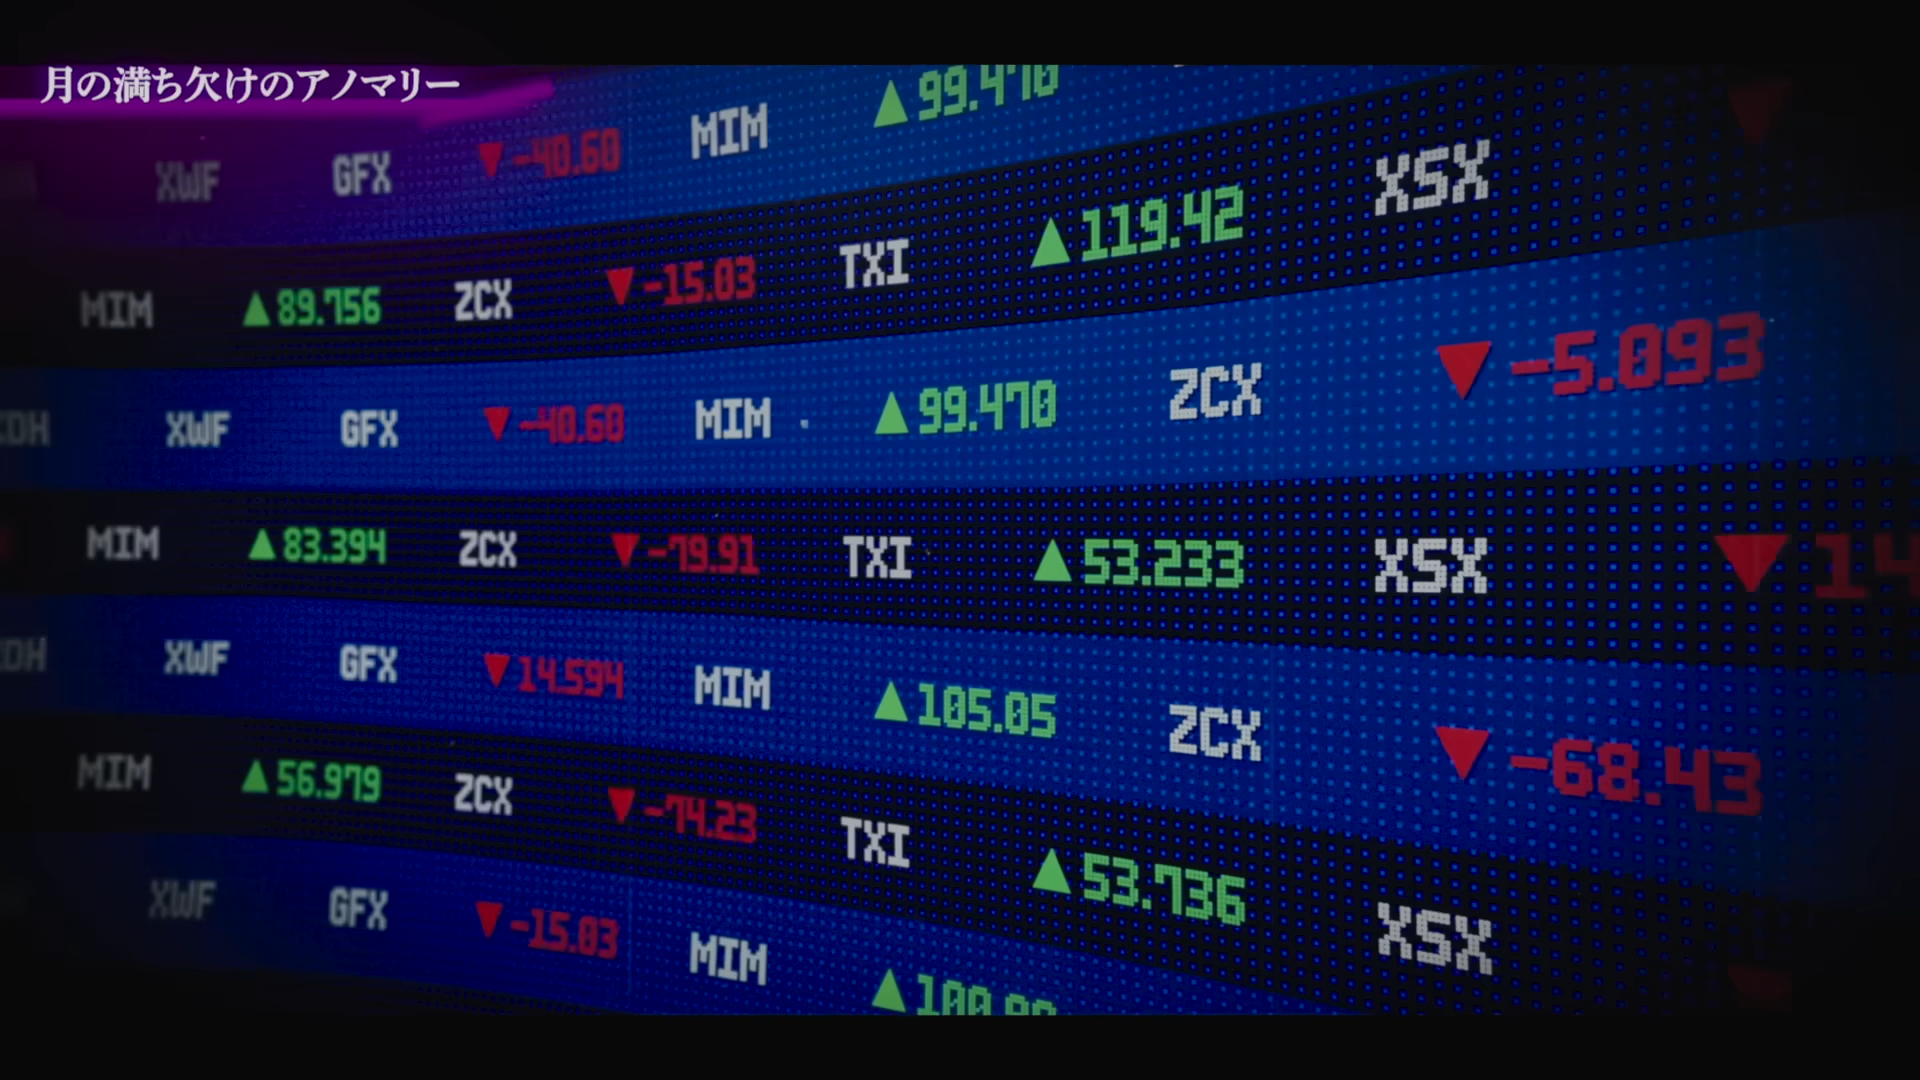 月の満ち欠けのアノマリー
XWF GFX ▼-40.60 MIM ▲99.470
MIM ▲89.756 ZCX ▼-15.03 TXI ▲119.42 XSX
XWF GFX ▼-40.60 MIM ▲99.470 ZCX ▼-5.093
MIM ▲83.394 ZCX ▼-79.91 TXI ▲53.233 XSX ▼14
XWF GFX ▼14.594 MIM ▲105.05 ZCX ▼-68.43
MIM ▲56.979 ZCX ▼-74.23 TXI ▲53.736 XSX
XWF GFX ▼-15.03 MIM